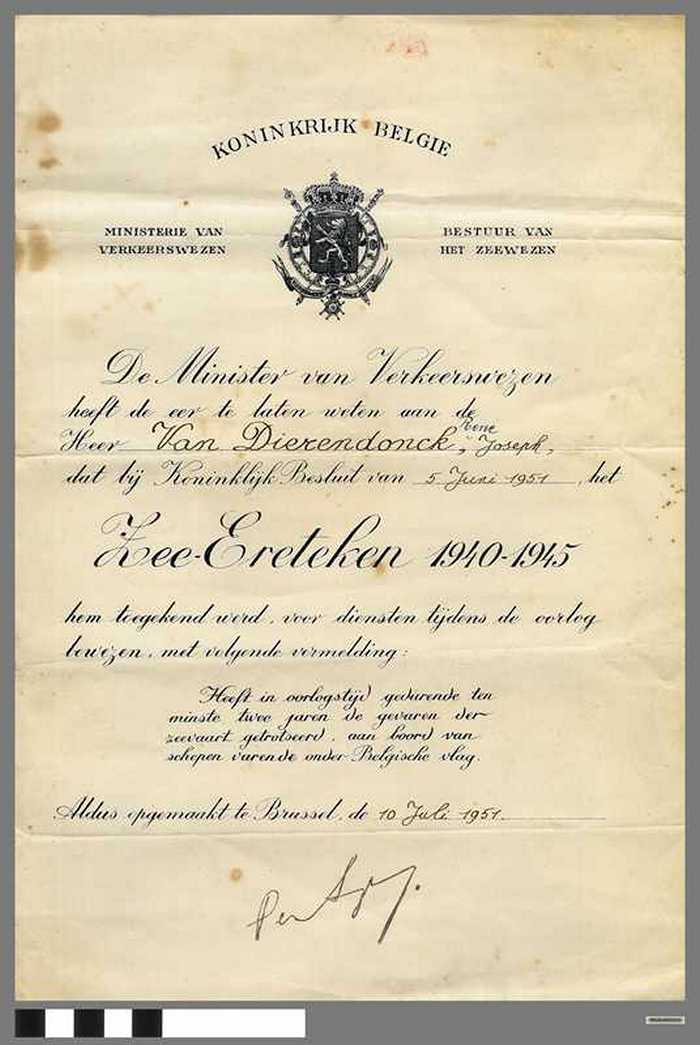 KONINKRIJK BELGIE
MINISTERIE VAN
VERKEERSWEZEN
BESTUUR VAN
HET ZEEWEZEN
De Minister van Verkeerswezen
heeft de eer te laten weten aan de
Heer Van Dierendonck, René, Joseph,
dat bij Koninklijk Besluit van 5 Juni 1951, het
Zee-Ereteken 1940-1945
hem toegekend werd, voor diensten tijdens de oorlog
bewezen, met volgende vermelding:
Heeft in oorlogstijd gedurende ten
minste twee jaren de gevaren der
zeevaart getrotseerd, aan boord van
schepen varende onder Belgische vlag.
Aldus opgemaakt te Brussel, de 10 Juli 1951